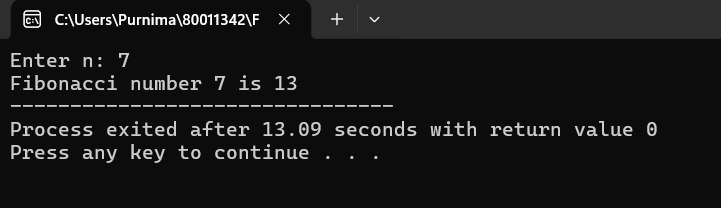 C:\Users\Purnima\80011342\F
Enter n: 7
Fibonacci number 7 is 13
--------------------------------
Process exited after 13.09 seconds with return value 0
Press any key to continue . . .